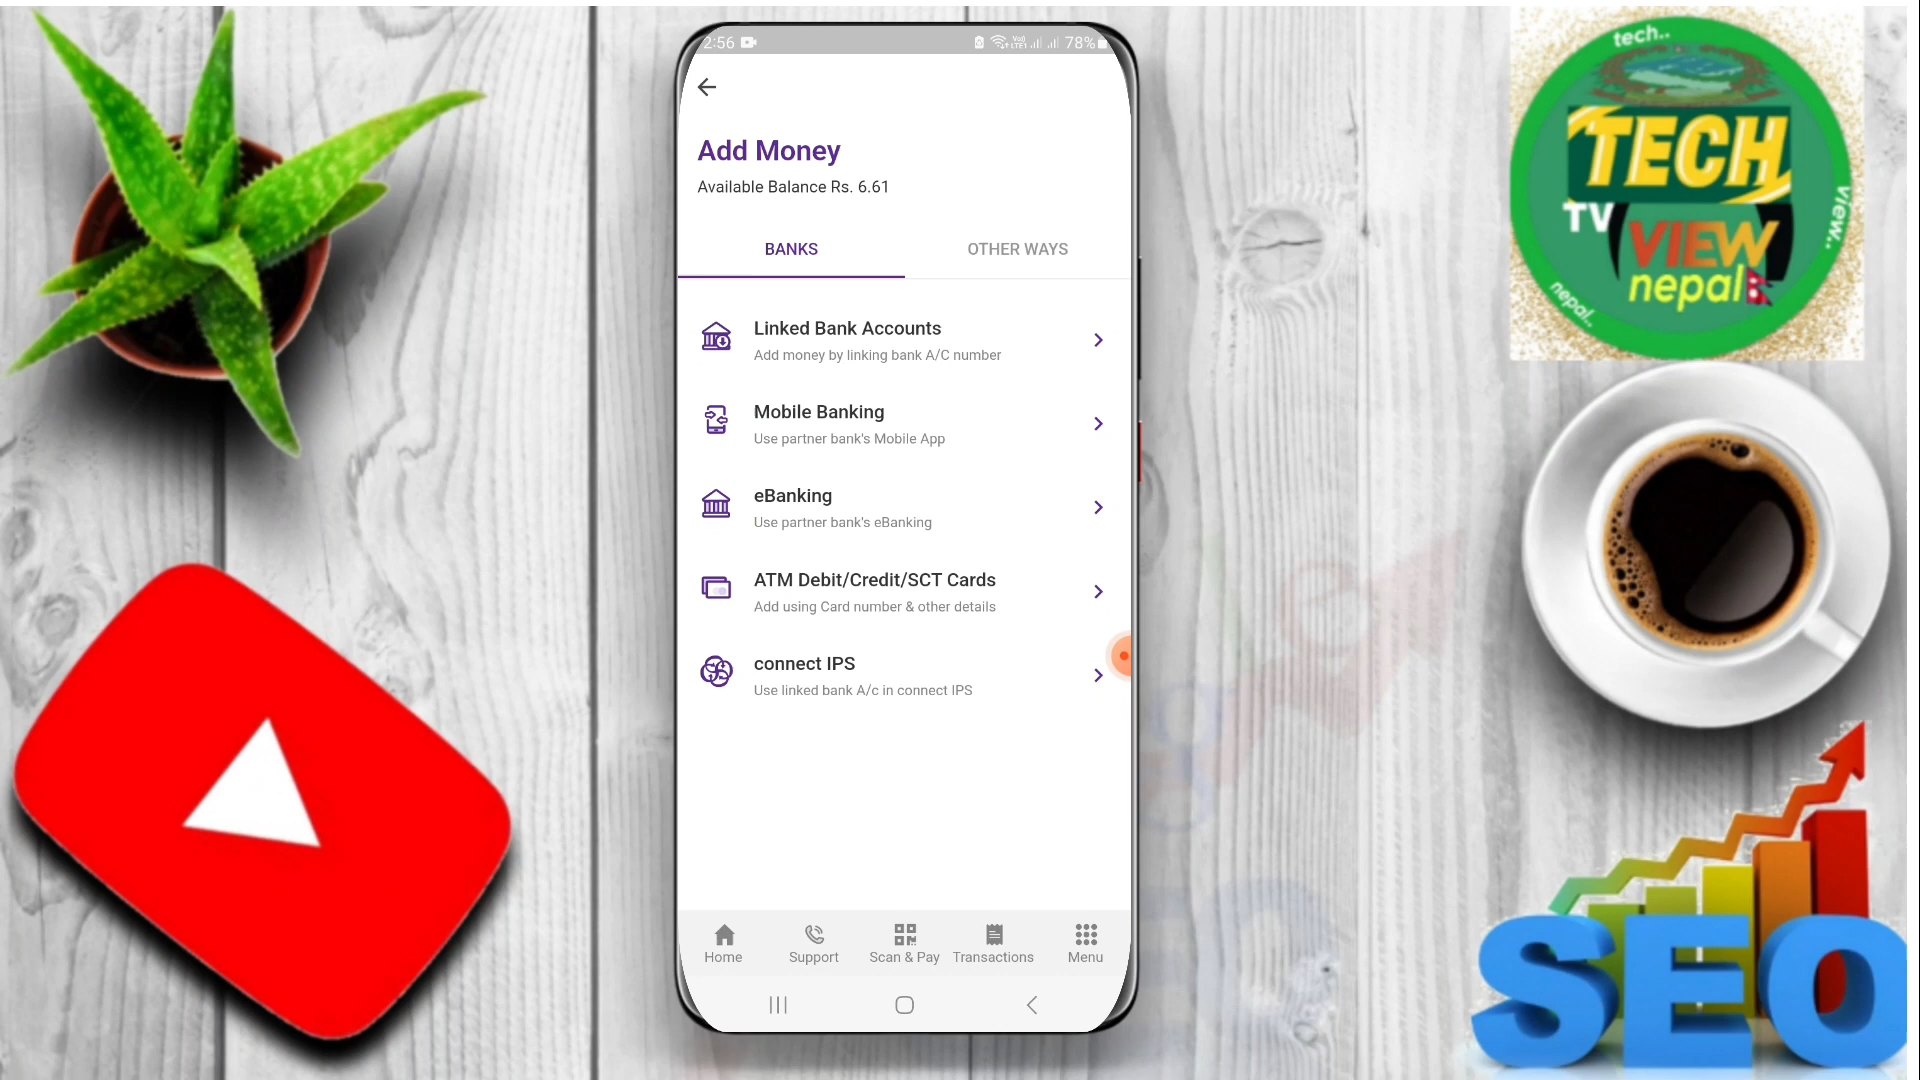 2:56
78%
Add Money
Available Balance Rs. 6.61
BANKS
OTHER WAYS
Linked Bank Accounts
Add money by linking bank A/C number
Mobile Banking
Use partner bank's Mobile App
eBanking
Use partner bank's eBanking
ATM Debit/Credit/SCT Cards
Add using Card number & other details
connect IPS
Use linked bank A/c in connect IPS
Home
Support
Scan & Pay
Transactions
Menu
tech..
TECH
TV
VIEW
nepal
view..
nepal..
SEO